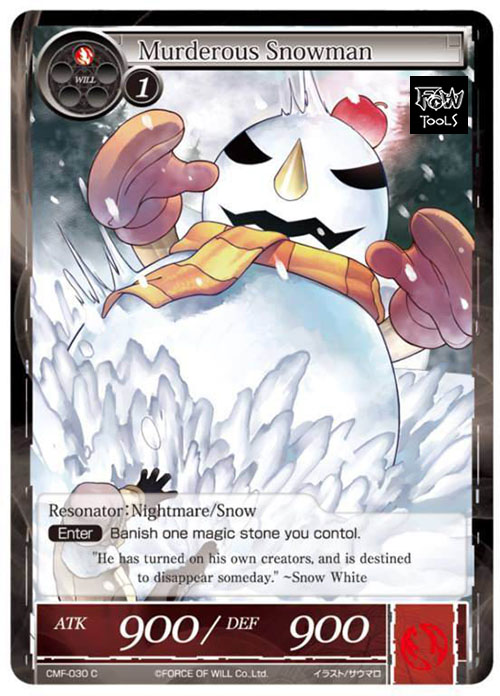 Murderous Snowman
WILL
1
FOW
TOOLS
Resonator:Nightmare/Snow
Enter Banish one magic stone you contol.
"He has turned on his own creators, and is destined
to disappear someday." ~Snow White
ATK 900 / DEF 900
CMF-030 C ©FORCE OF WILL Co.,Ltd. イラスト/サウマロ